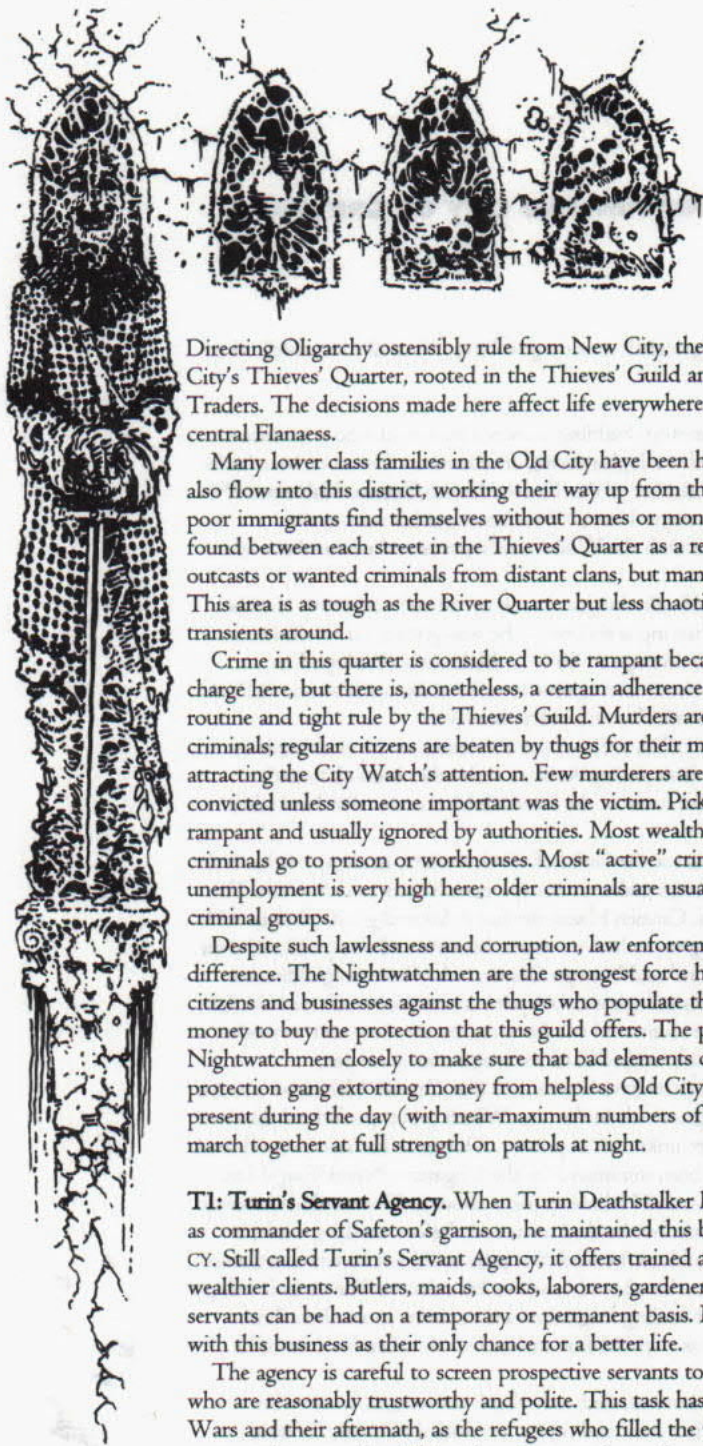 Directing Oligarchy ostensibly rule from New City, the
City's Thieves' Quarter, rooted in the Thieves' Guild an
Traders. The decisions made here affect life everywhere
central Flanaess.
Many lower class families in the Old City have been h
also flow into this district, working their way up from th
poor immigrants find themselves without homes or mon
found between each street in the Thieves' Quarter as a re
outcasts or wanted criminals from distant clans, but man
This area is as tough as the River Quarter but less chaoti
transients around.
Crime in this quarter is considered to be rampant beca
charge here, but there is, nonetheless, a certain adherence
routine and tight rule by the Thieves' Guild. Murders are
criminals; regular citizens are beaten by thugs for their m
attracting the City Watch's attention. Few murderers are
convicted unless someone important was the victim. Pick
rampant and usually ignored by authorities. Most wealth
criminals go to prison or workhouses. Most “active” crim
unemployment is very high here; older criminals are usua
criminal groups.
Despite such lawlessness and corruption, law enforcem
difference. The Nightwatchmen are the strongest force h
citizens and businesses against the thugs who populate th
money to buy the protection that this guild offers. The p
Nightwatchmen closely to make sure that bad elements d
protection gang extorting money from helpless Old City
present during the day (with near-maximum numbers of
march together at full strength on patrols at night.
T1: Turin's Servant Agency. When Turin Deathstalker l
as commander of Safeton's garrison, he maintained this b
CY. Still called Turin's Servant Agency, it offers trained a
wealthier clients. Butlers, maids, cooks, laborers, gardener
servants can be had on a temporary or permanent basis.
with this business as their only chance for a better life.
The agency is careful to screen prospective servants to
who are reasonably trustworthy and polite. This task has
Wars and their aftermath, as the refugees who filled the